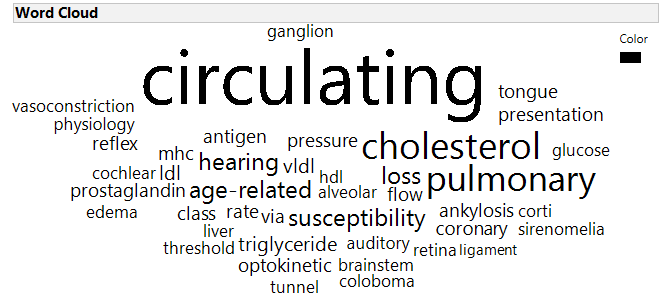 Word Cloud
ganglion
Color
circulating
tongue
vasoconstriction
presentation
physiology
reflex
antigen
pressure
cholesterol
glucose
mhc
hearing
vldl
cochlear
ldl
hdl
loss
pulmonary
prostaglandin
age-related
alveolar
flow
edema
class
rate
via
susceptibility
ankylosis
corti
liver
coronary
sirenomelia
threshold
triglyceride
auditory
retina
ligament
optokinetic
brainstem
tunnel
coloboma